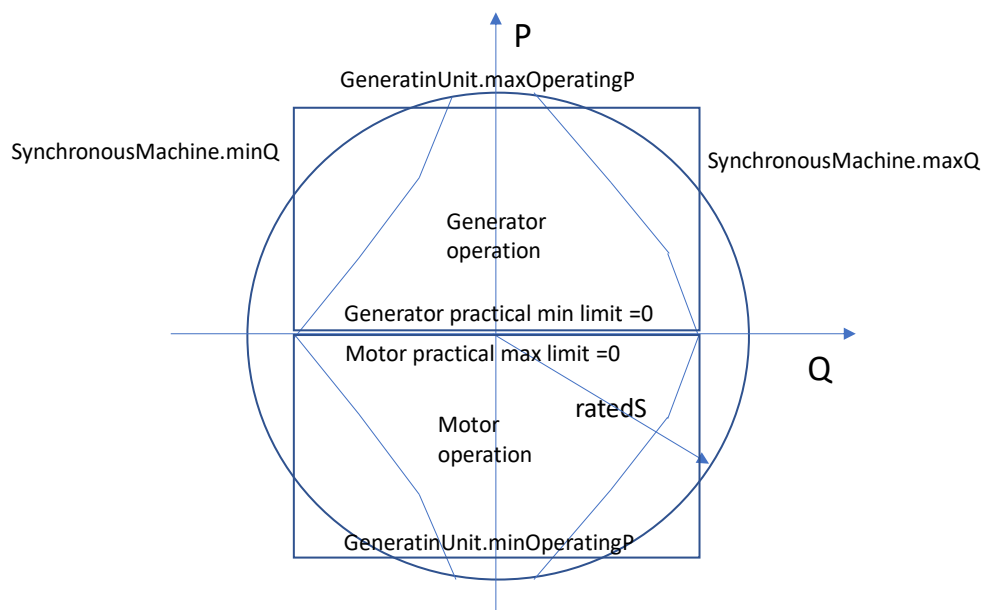 P
GeneratinUnit.maxOperatingP
SynchronousMachine.minQ
SynchronousMachine.maxQ
Generator
operation
Generator practical min limit =0
Motor practical max limit =0
Q
ratedS
Motor
operation
GeneratinUnit.minOperatingP